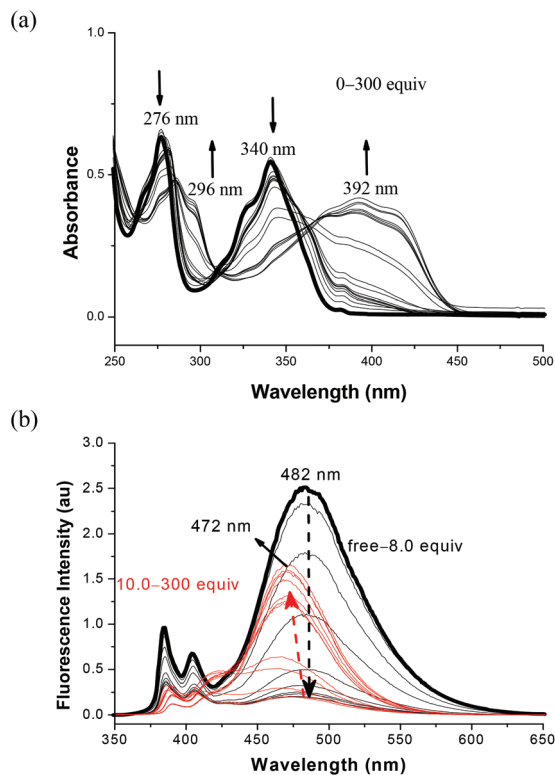 (a)
1.0
0–300 equiv
276 nm
340 nm
296 nm
392 nm
0.5
0.0
Absorbance
250 300 350 400 450 500
Wavelength (nm)
(b)
3.0
2.5
2.0
1.5
1.0
0.5
0.0
482 nm
472 nm
free–8.0 equiv
10.0–300 equiv
Fluorescence Intensity (au)
350 400 450 500 550 600 650
Wavelength (nm)